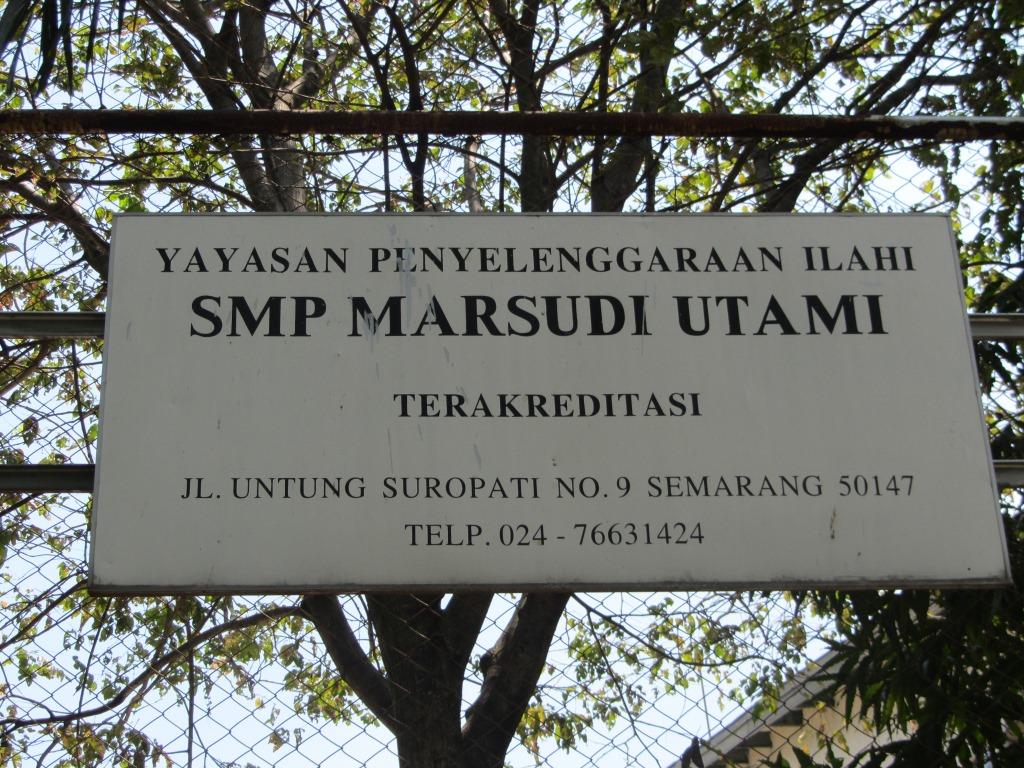 YAYASAN PENYELENGGARAAN ILAHI
SMP MARSUDI UTAMI
TERAKREDITASI
JL. UNTUNG SUROPATI NO. 9 SEMARANG 50147
TELP. 024 - 76631424